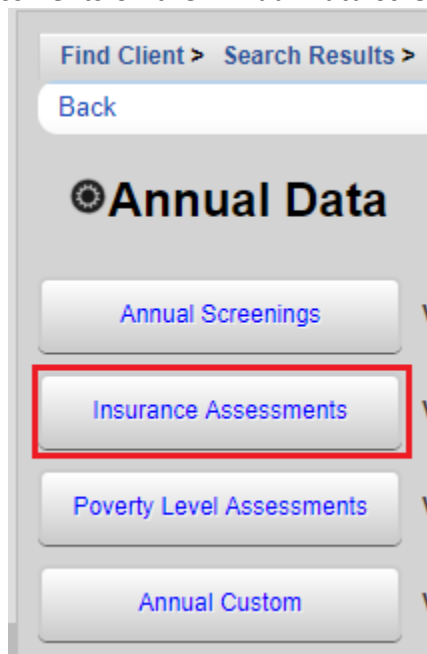 Find Client > Search Results >
Back
Annual Data
Annual Screenings
Insurance Assessments
Poverty Level Assessments
Annual Custom